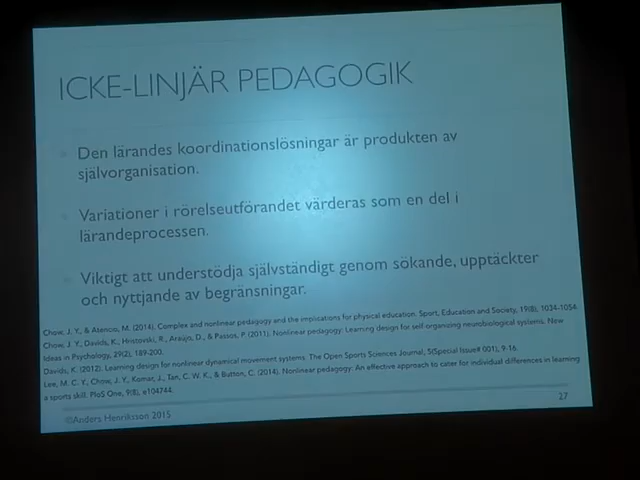 ICKE-LINJÄR PEDAGOGIK
Den lärandes koordinationslösningar är produkten av
självorganisation.
Variationer i rörelseutförandet värderas som en del i
lärandeprocessen.
Viktigt att understödja självständigt genom sökande, upptäckter
och nyttjande av begränsningar.
Chow, J. Y., & Atencio, M. (2014). Complex and nonlinear pedagogy and the implications for physical education. Sport, Education and Society, 19(8), 1034-1054.
Chow, J. Y., Davids, K., Hristovski, R., Araújo, D., & Passos, P. (2011). Nonlinear pedagogy: Learning design for self-organizing neurobiological systems. New
Ideas in Psychology, 29(2), 189-200.
Davids, K. (2012). Learning design for nonlinear dynamical movement systems. The Open Sports Sciences Journal, 5(Special Issue# 001), 9-16.
Lee, M. C. Y., Chow, J. Y., Komar, J., Tan, C. W. K., & Button, C. (2014). Nonlinear pedagogy: An effective approach to cater for individual differences in learning
a sports skill. PloS One, 9(8), e104744.
©Anders Henriksson 2015
27